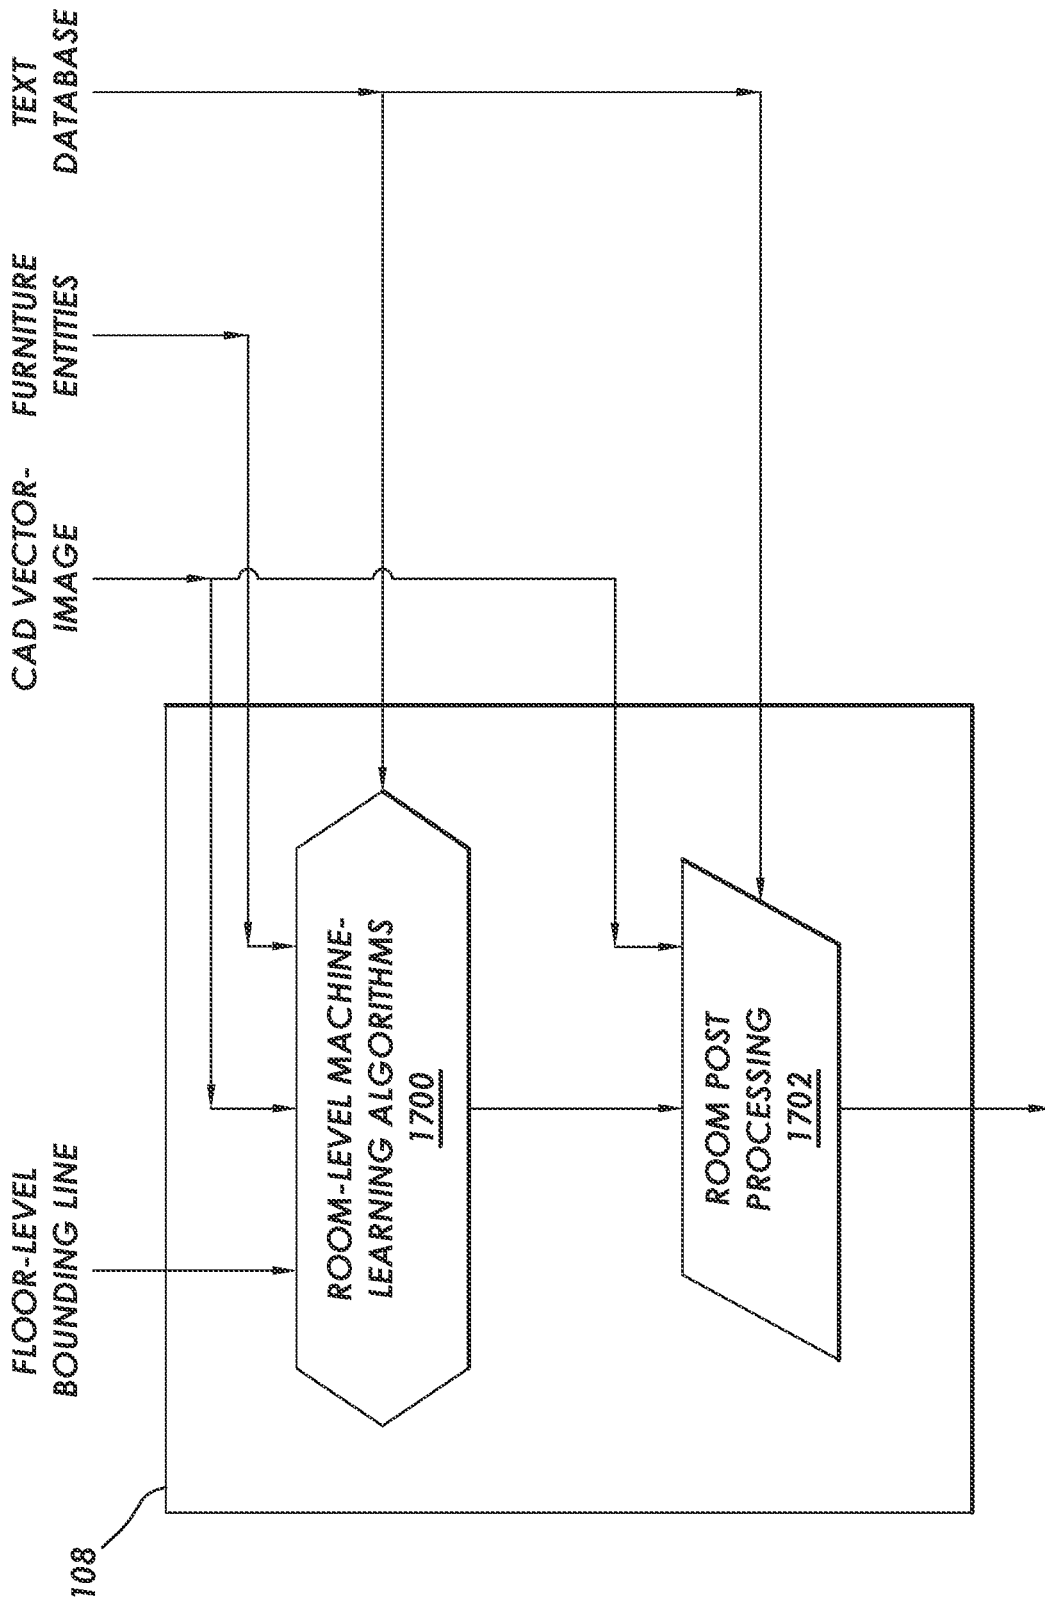 108
FLOOR-LEVEL
BOUNDING LINE
CAD VECTOR-
IMAGE
FURNITURE
ENTITIES
TEXT
DATABASE
ROOM-LEVEL MACHINE-
LEARNING ALGORITHMS
1700
ROOM POST
PROCESSING
1702